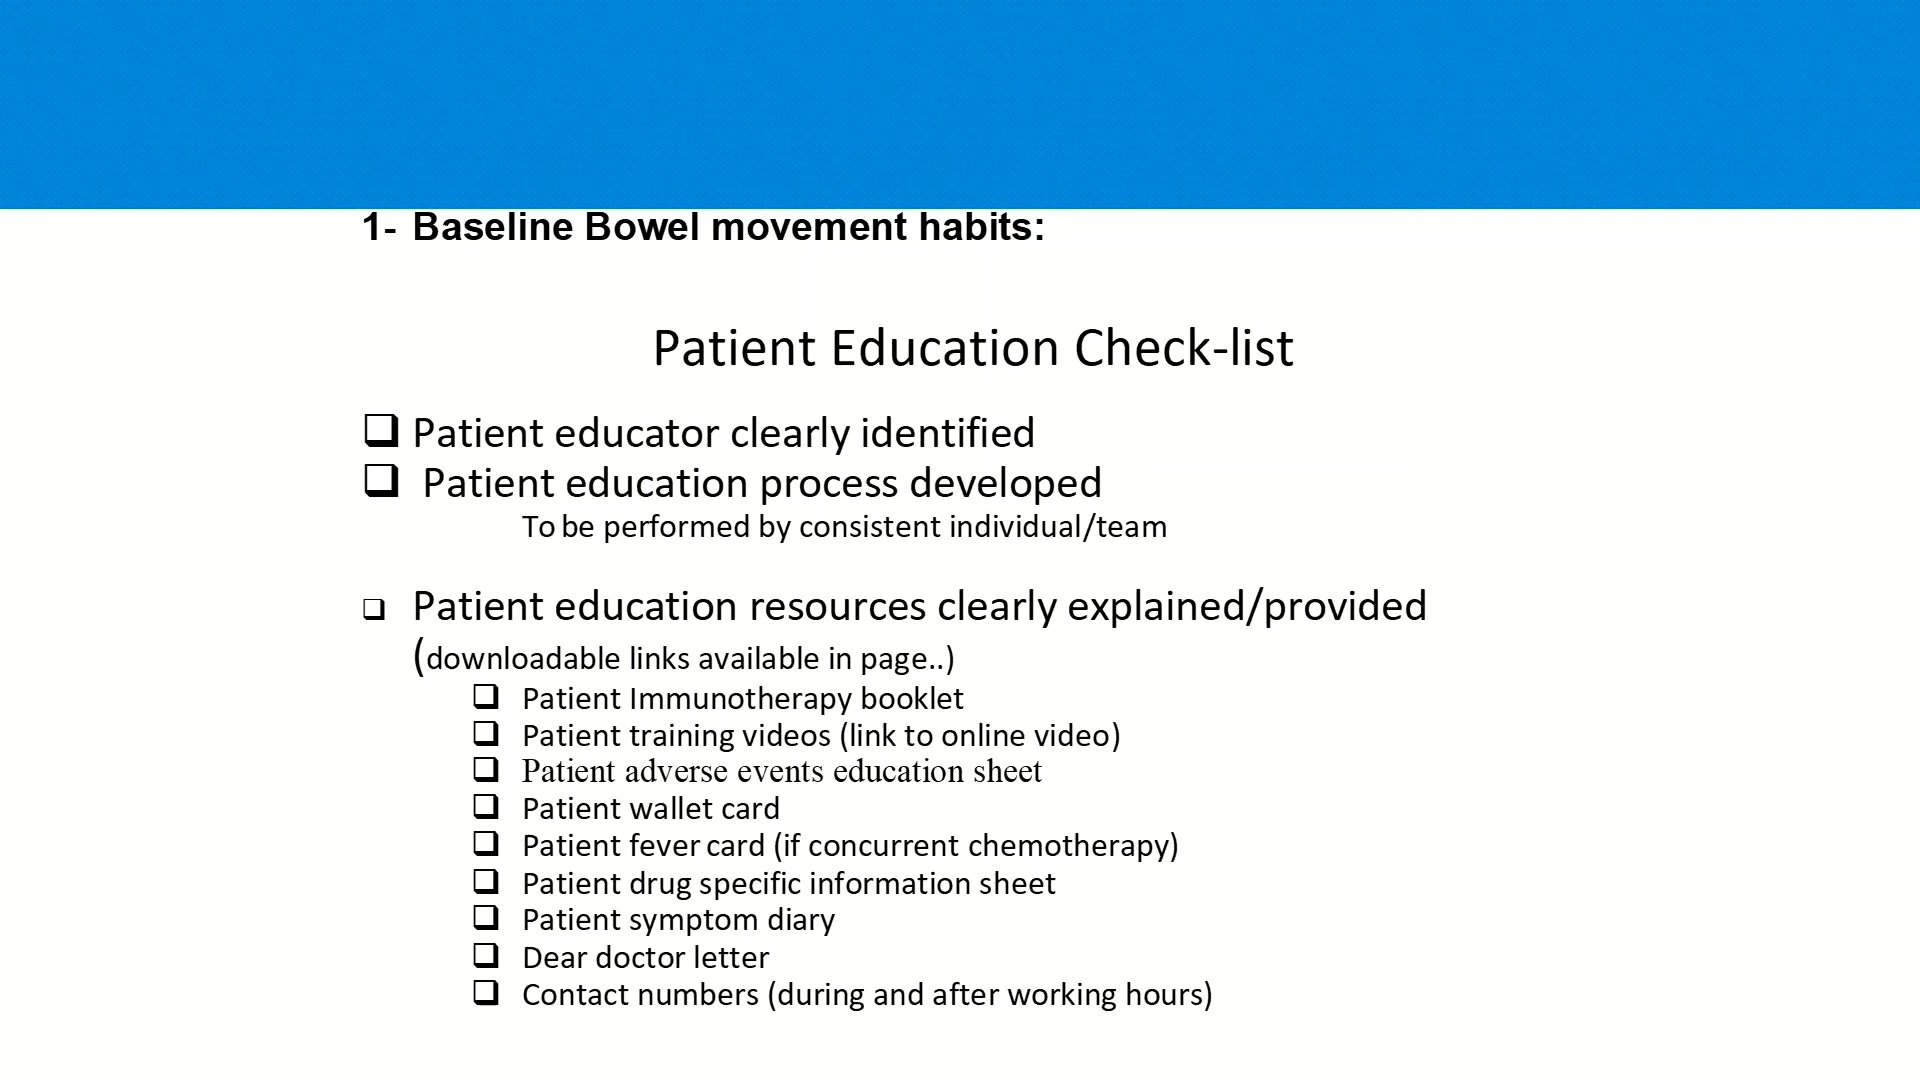 1- Baseline Bowel movement habits:
Patient Education Check-list
❑ Patient educator clearly identified
❑ Patient education process developed
To be performed by consistent individual/team
❑ Patient education resources clearly explained/provided
(downloadable links available in page..)
❑ Patient Immunotherapy booklet
❑ Patient training videos (link to online video)
❑ Patient adverse events education sheet
❑ Patient wallet card
❑ Patient fever card (if concurrent chemotherapy)
❑ Patient drug specific information sheet
❑ Patient symptom diary
❑ Dear doctor letter
❑ Contact numbers (during and after working hours)